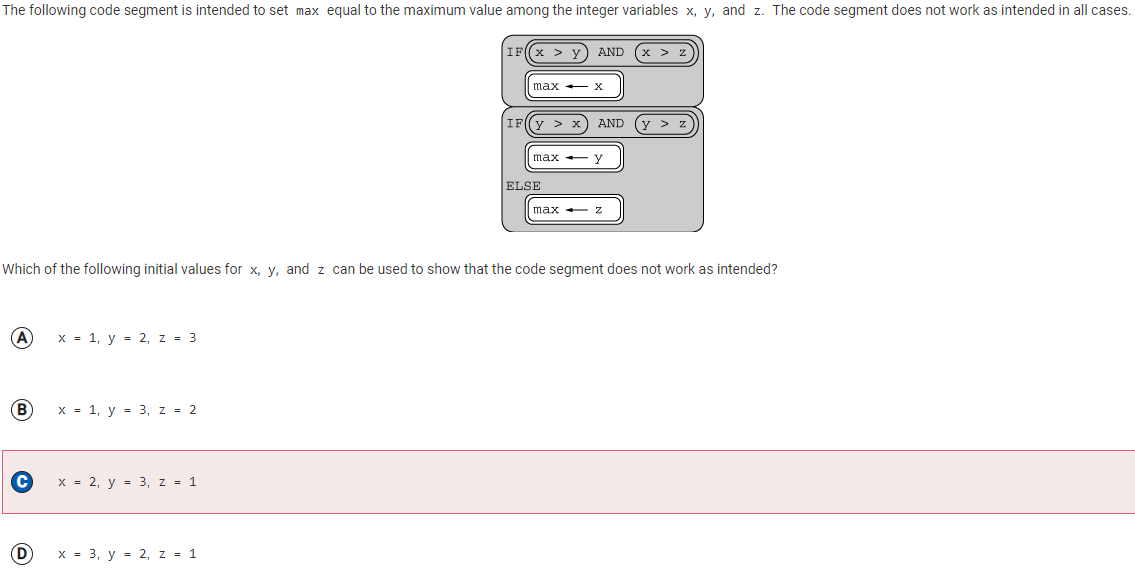 The following code segment is intended to set max equal to the maximum value among the integer variables x, y, and z. The code segment does not work as intended in all cases.
IF x > y AND x > z
max ← x
IF y > x AND y > z
max ← y
ELSE
max ← z
Which of the following initial values for x, y, and z can be used to show that the code segment does not work as intended?
A x = 1, y = 2, z = 3
B x = 1, y = 3, z = 2
C x = 2, y = 3, z = 1
D x = 3, y = 2, z = 1